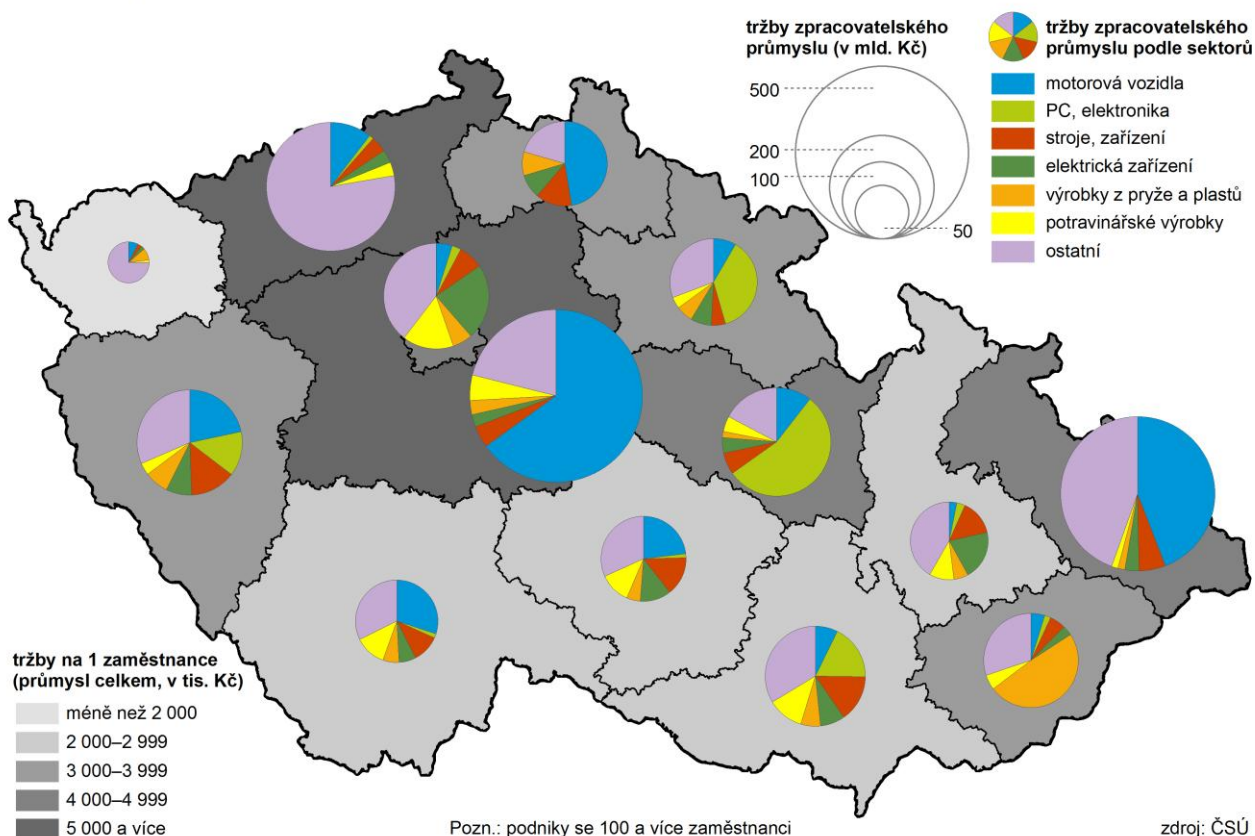 tržby zpracovatelského
průmyslu (v mld. Kč)
500
200
100
50
tržby zpracovatelského
průmyslu podle sektorů
motorová vozidla
PC, elektronika
stroje, zařízení
elektrická zařízení
výrobky z pryže a plastů
potravinářské výrobky
ostatní
tržby na 1 zaměstnance
(průmysl celkem, v tis. Kč)
méně než 2 000
2 000–2 999
3 000–3 999
4 000–4 999
5 000 a více
Pozn.: podniky se 100 a více zaměstnanci
zdroj: ČSÚ